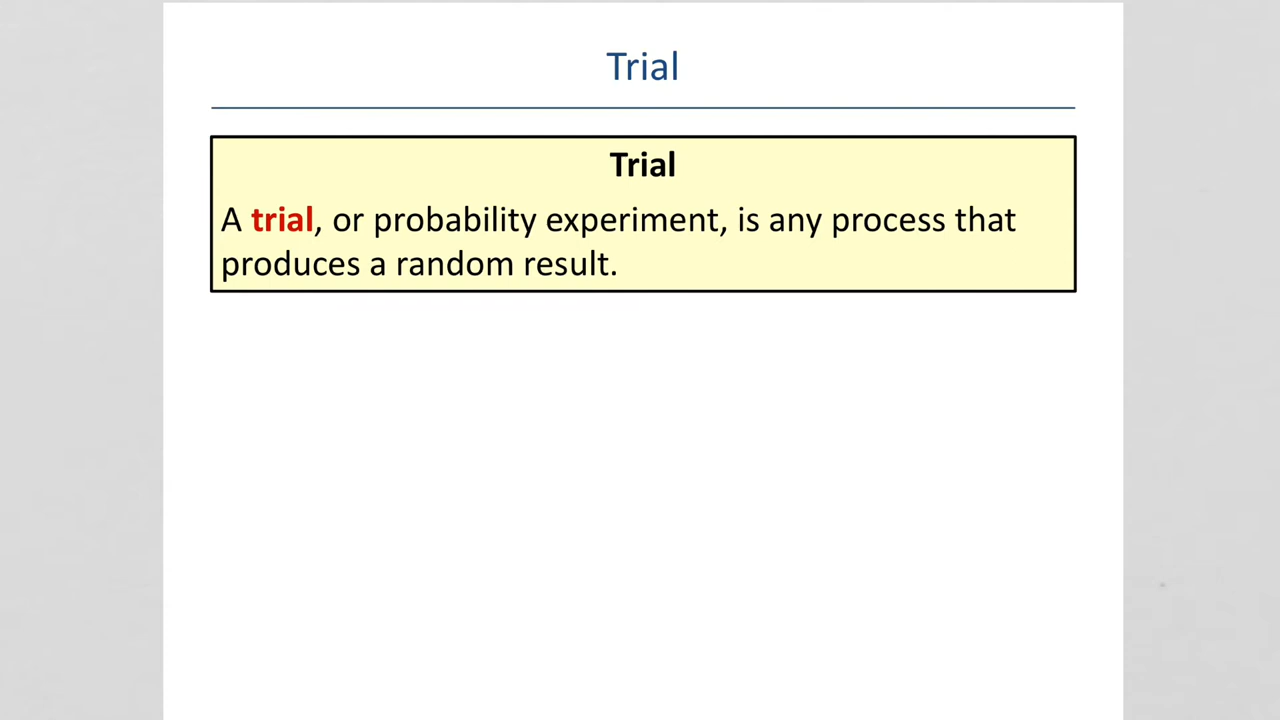 Trial
Trial
A trial, or probability experiment, is any process that
produces a random result.